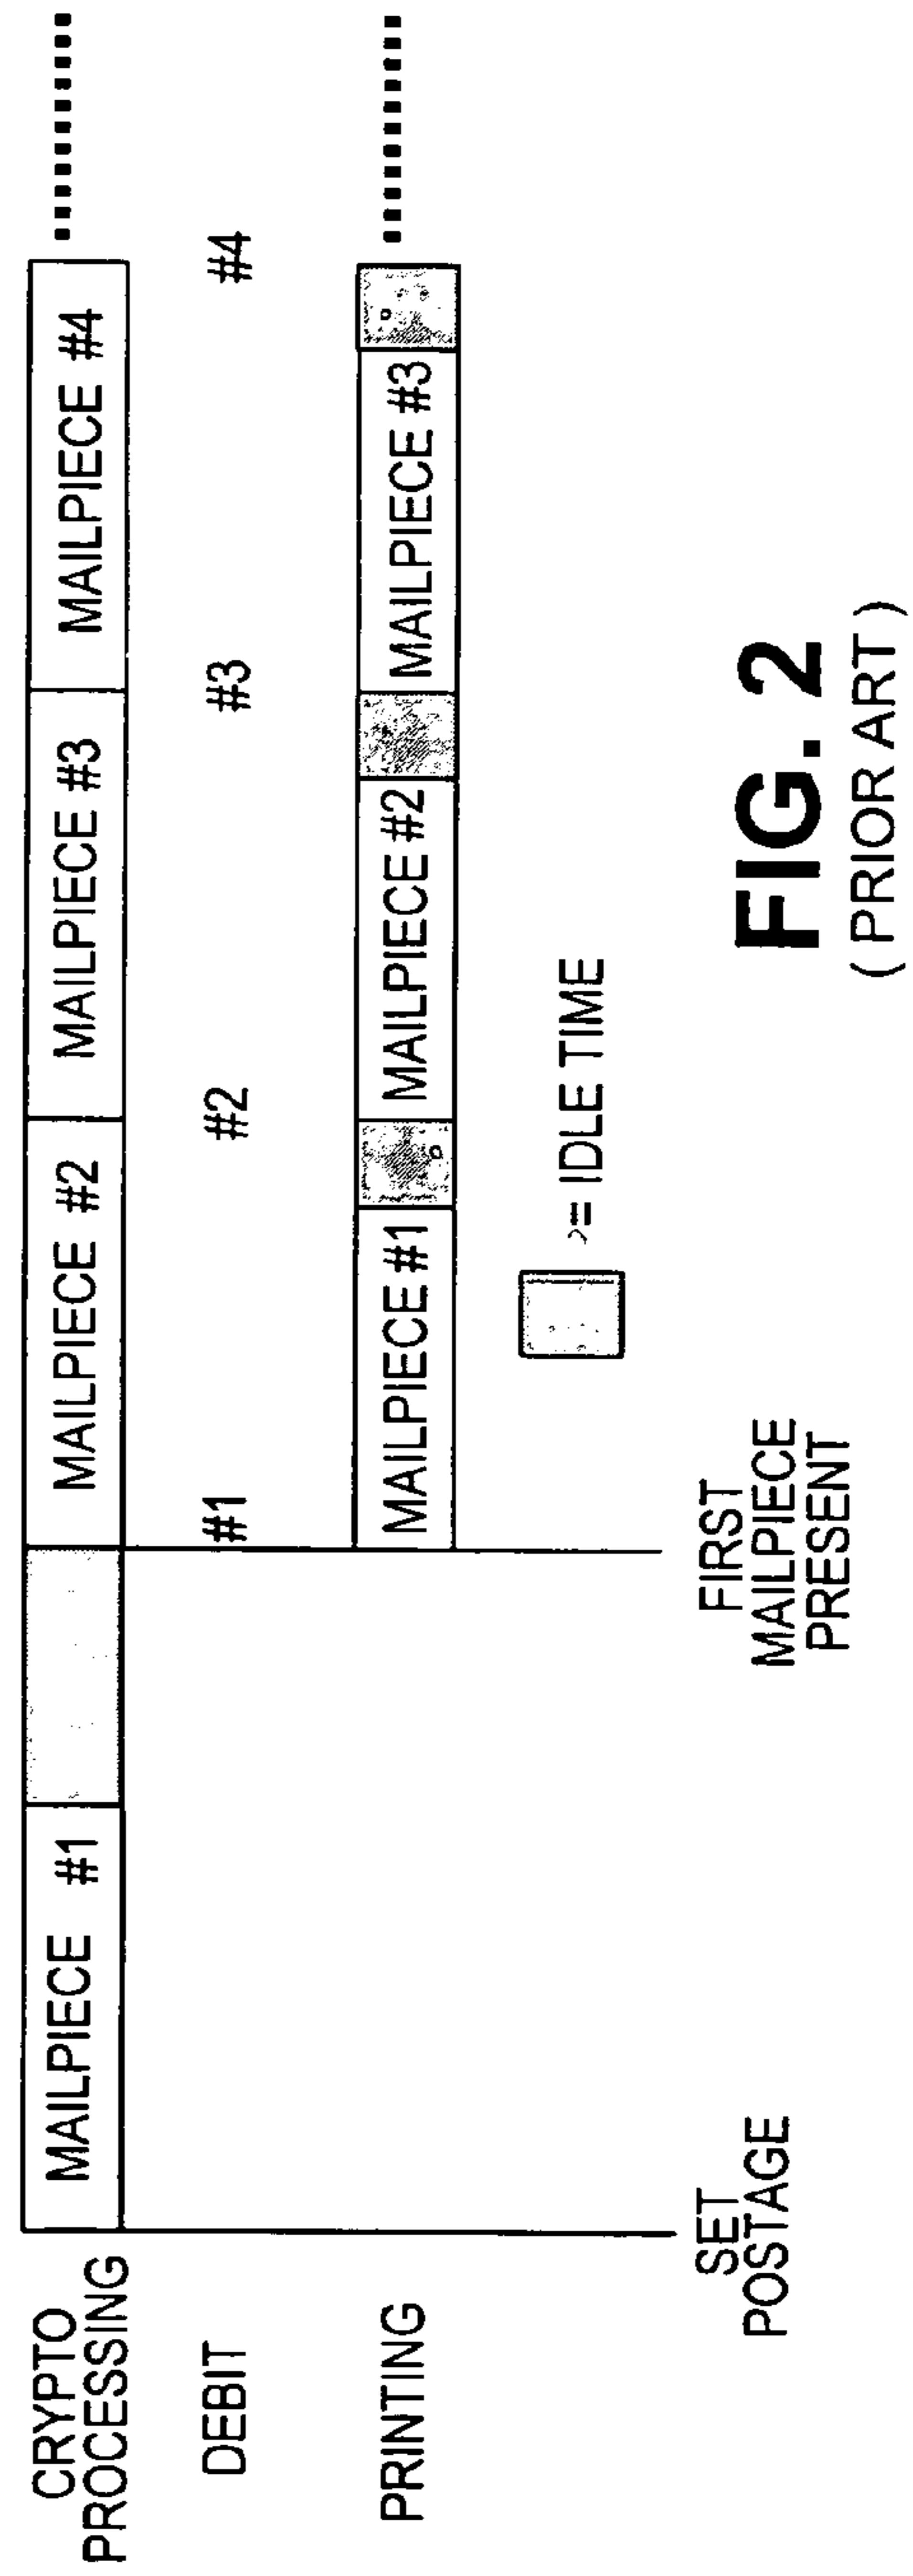 CRYPTO
PROCESSING
MAILPIECE #1
MAILPIECE #2
MAILPIECE #3
MAILPIECE #4
DEBIT
#1
#2
#3
#4
PRINTING
MAILPIECE #1
MAILPIECE #2
MAILPIECE #3
= IDLE TIME
SET
POSTAGE
FIRST
MAILPIECE
PRESENT
FIG. 2
( PRIOR ART )